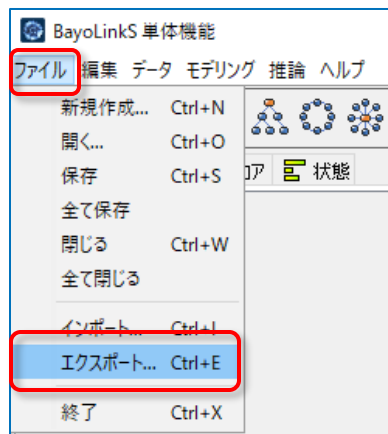 BayoLinkS 単体機能
ファイル 編集 データ モデリング 推論 ヘルプ
新規作成... Ctrl+N
開く... Ctrl+O
保存 Ctrl+S
コア 状態
全て保存
閉じる Ctrl+W
全て閉じる
インポート... Ctrl+I
エクスポート... Ctrl+E
終了 Ctrl+X